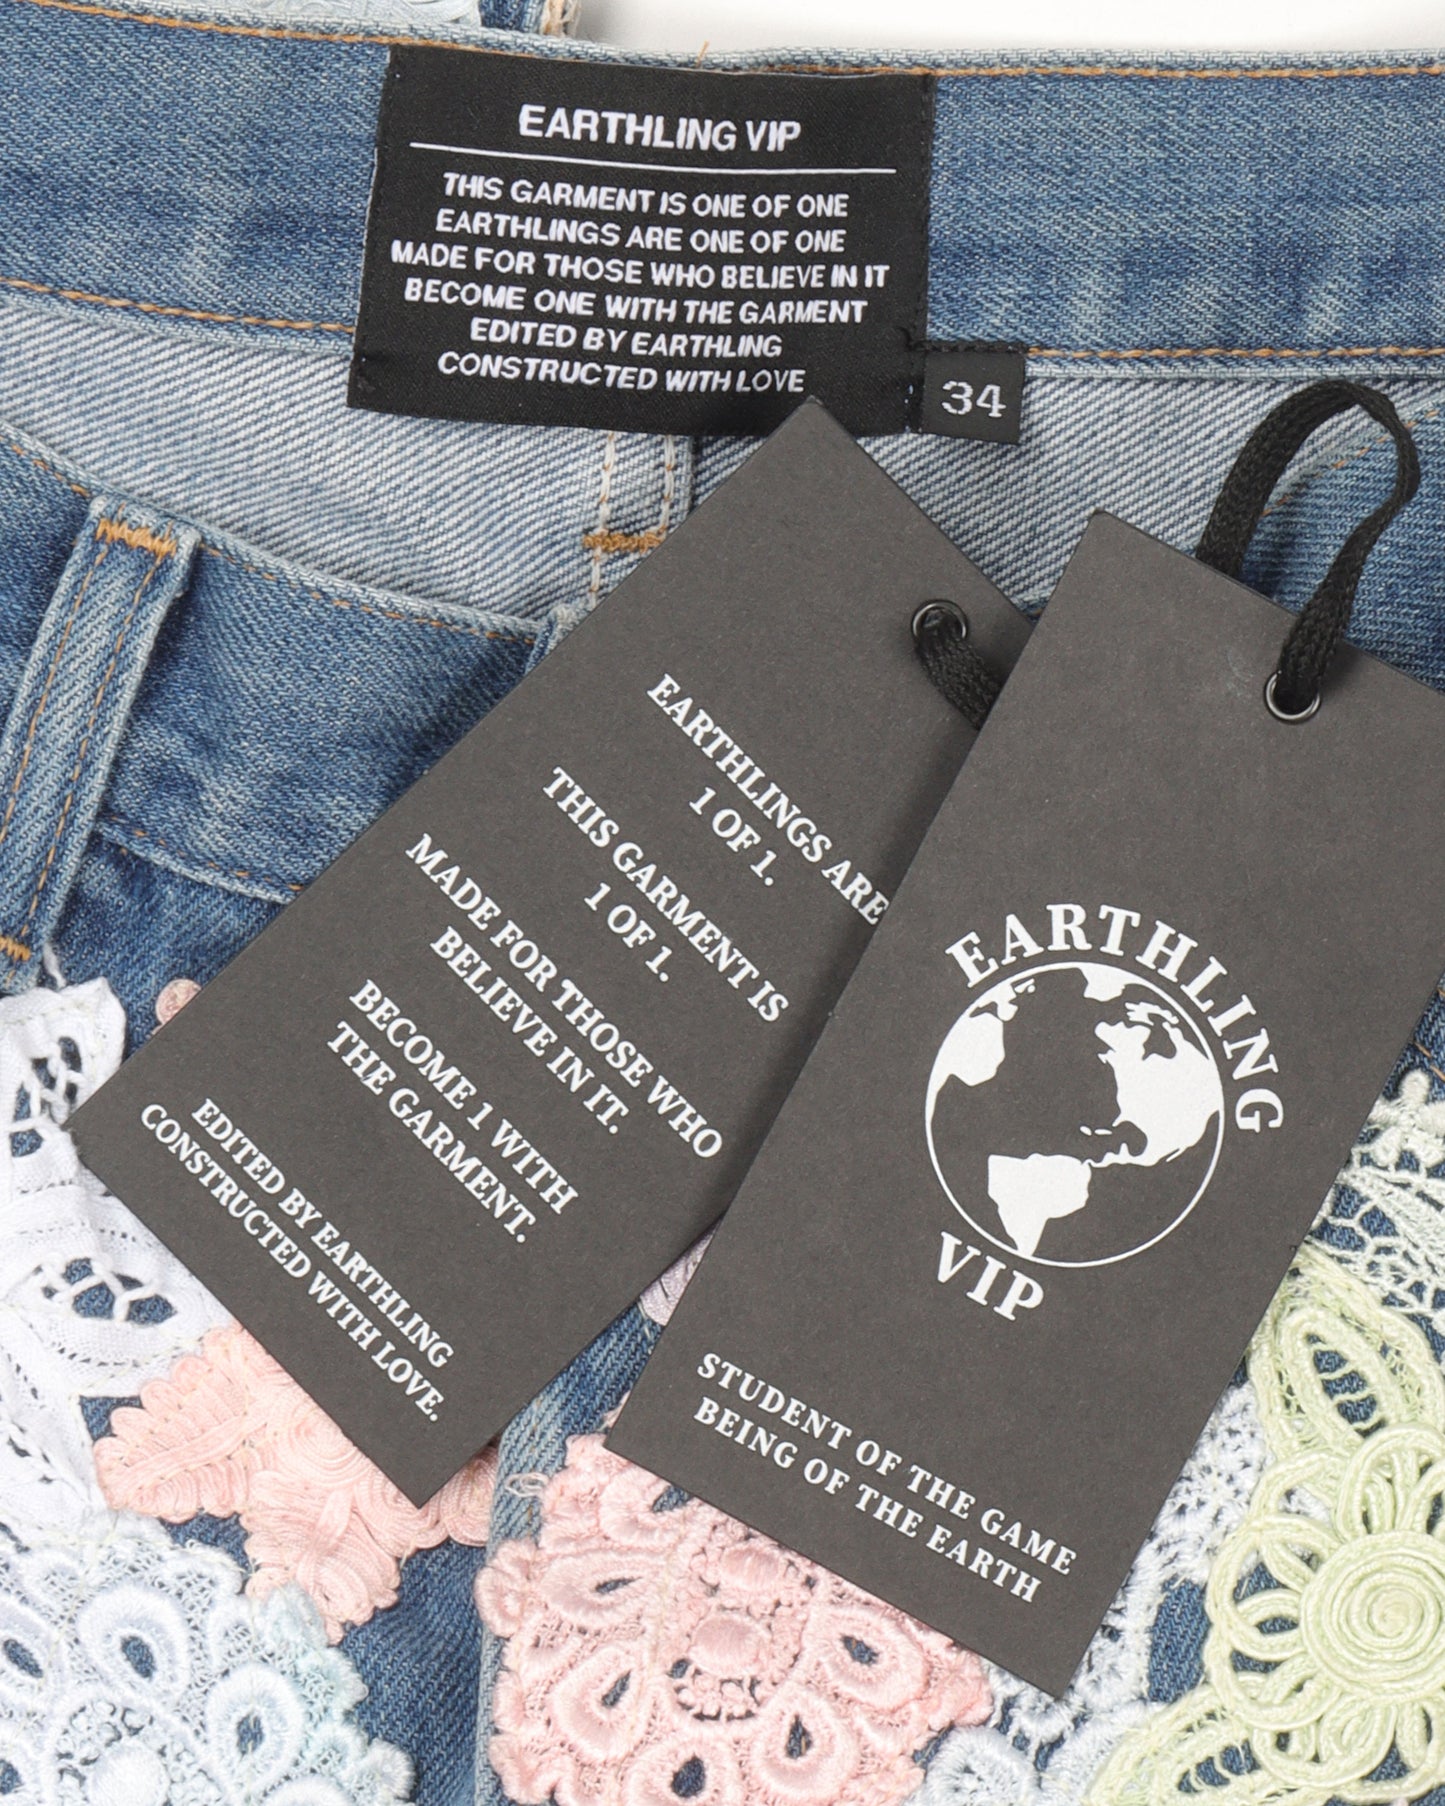 EARTHLING VIP
THIS GARMENT IS ONE OF ONE
EARTHLINGS ARE ONE OF ONE
MADE FOR THOSE WHO BELIEVE IN IT
BECOME ONE WITH THE GARMENT
EDITED BY EARTHLING
CONSTRUCTED WITH LOVE
34
EARTHLINGS ARE
1 OF 1.
THIS GARMENT IS
1 OF 1.
MADE FOR THOSE WHO
BELIEVE IN IT.
BECOME 1 WITH
THE GARMENT.
EDITED BY EARTHLING
CONSTRUCTED WITH LOVE.
EARTHLING
VIP
STUDENT OF THE GAME
BEING OF THE EARTH